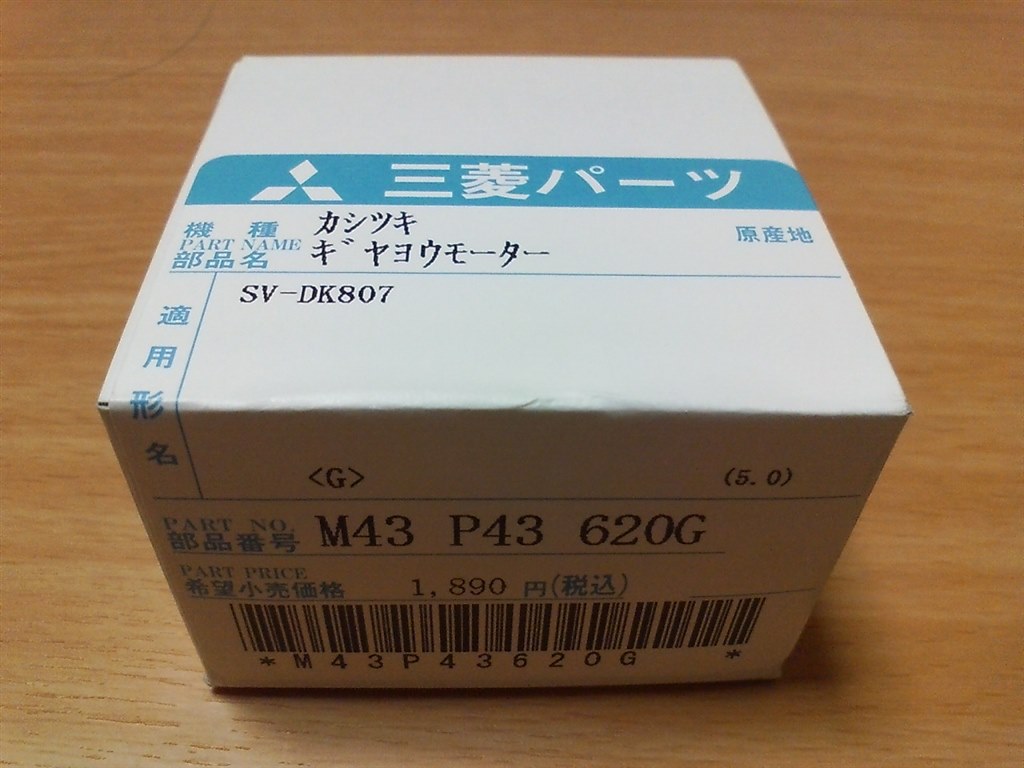 三菱パーツ
機種 カシツキ
原産地
PART NAME
部品名 ギヤヨウモーター
適用形名
SV-DK807
<G> (5.0)
PART NO.
部品番号 M43 P43 620G
PART PRICE
希望小売価格 1,890 円(税込)
*M43P43620G *